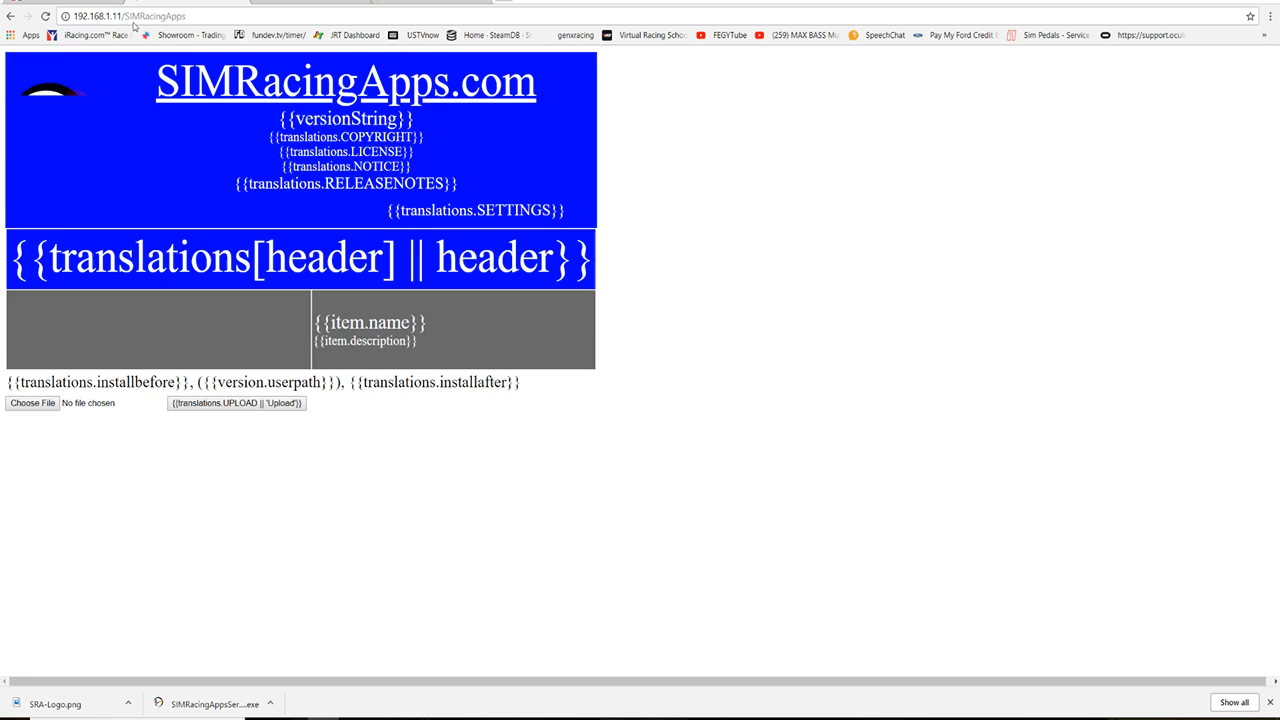 192.168.1.11/SIMRacingApps
Apps iRacing.com™ Race Showroom - Trading fundev.tv/timer/ JRT Dashboard USTVnow Home · SteamDB · genxracing Virtual Racing Schoo FEGYTube (259) MAX BASS Mu SpeechChat Pay My Ford Credit Sim Pedals - Service https://support.ocul »
SIMRacingApps.com
{{versionString}}
{{translations.COPYRIGHT}}
{{translations.LICENSE}}
{{translations.NOTICE}}
{{translations.RELEASENOTES}}
{{translations.SETTINGS}}
{{translations[header] || header}}
{{item.name}}
{{item.description}}
{{translations.installbefore}}, ({{version.userpath}}), {{translations.installafter}}
Choose File No file chosen {{translations.UPLOAD || 'Upload'}}
SRA-Logo.png SIMRacingAppsSer....exe Show all